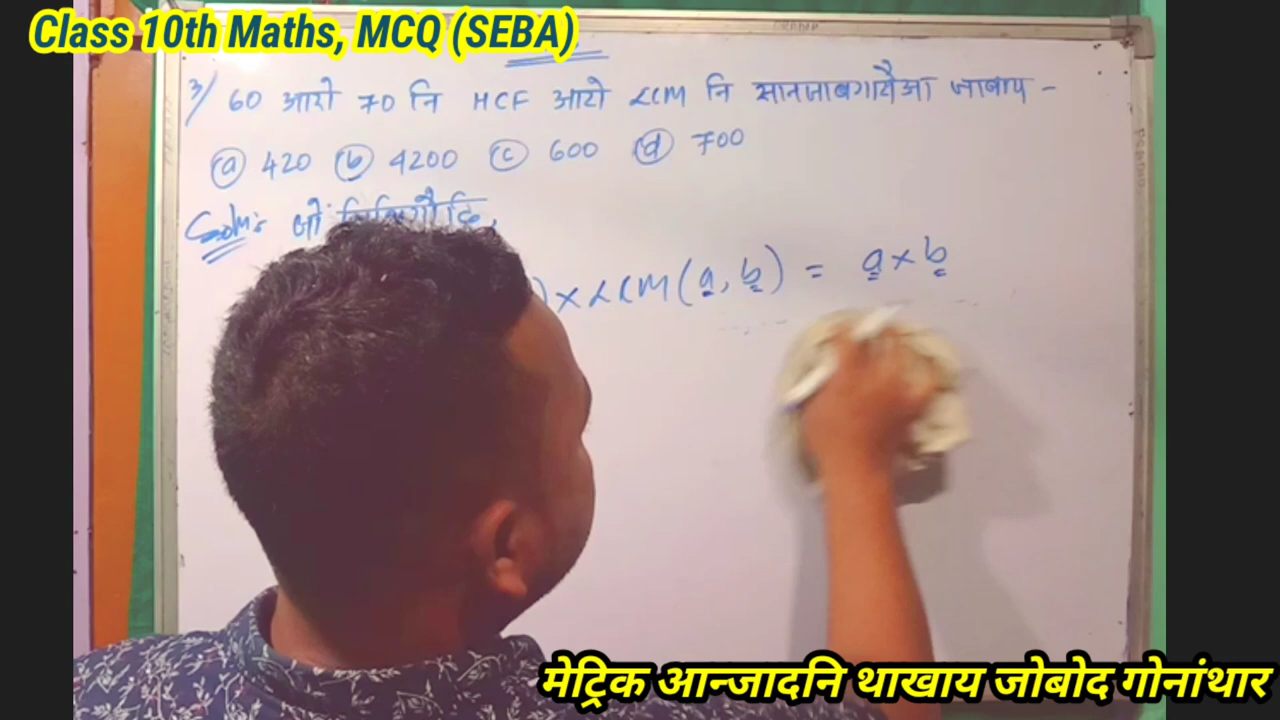 Class 10th Maths, MCQ (SEBA)
3/ 60 आरो 70 नि HCF आरो LCM नि सानजाबगायैआ जाबाय -
(a) 420 (b) 4200 (c) 600 (d) 700
Soln: जों
) × LCM (a, b) = a × b
मेट्रिक आन्जादनि थाखाय जोबोद गोनांथार